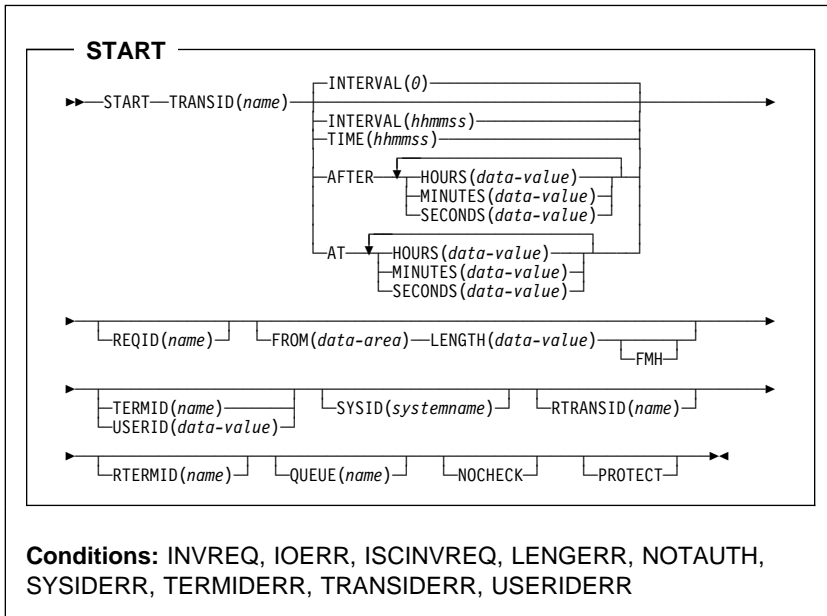 START
INTERVAL(0)
START TRANSID(name)
INTERVAL(hhmmss)
TIME(hhmmss)
AFTER HOURS(data-value)
MINUTES(data-value)
SECONDS(data-value)
AT HOURS(data-value)
MINUTES(data-value)
SECONDS(data-value)
REQID(name) FROM(data-area) LENGTH(data-value)
FMH
TERMID(name) SYSID(systemname) RTRANSID(name)
USERID(data-value)
RTERMID(name) QUEUE(name) NOCHECK PROTECT
Conditions: INVREQ, IOERR, ISCINVREQ, LENGERR, NOTAUTH,
SYSIDERR, TERMIDERR, TRANSIDERR, USERIDERR